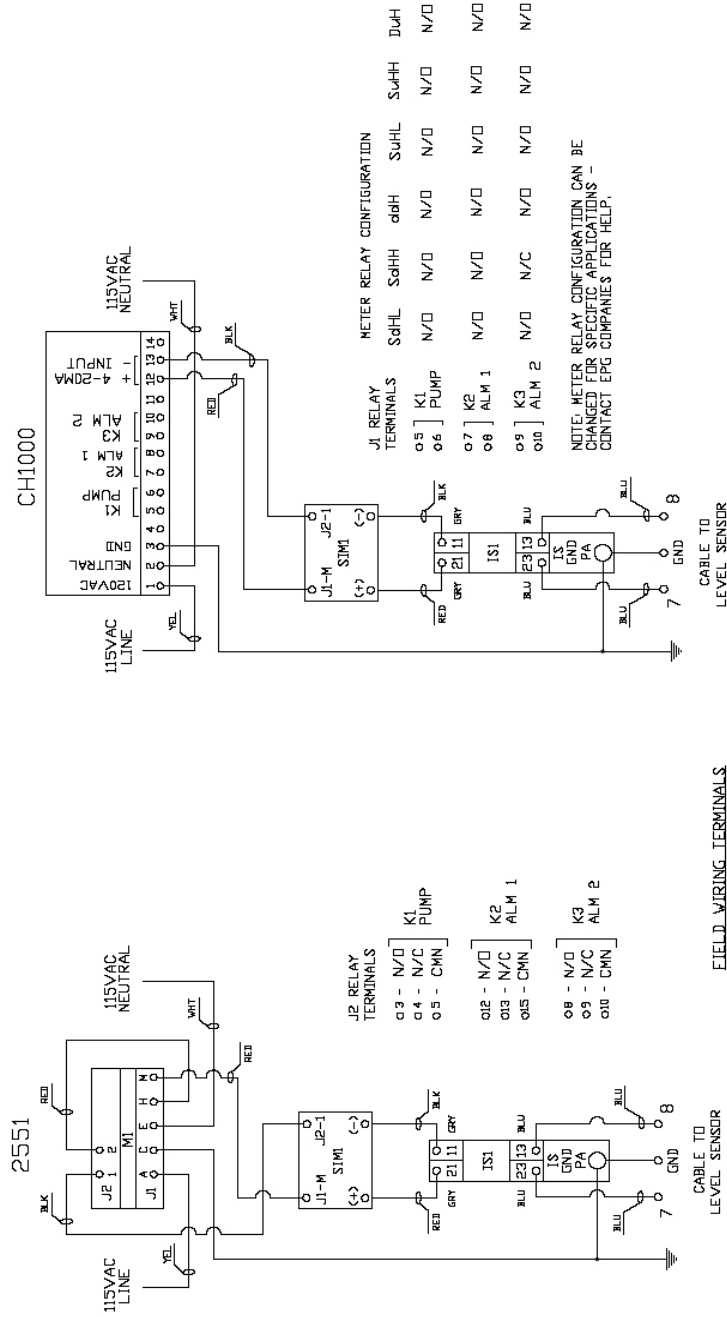 2551
115VAC
LINE
115VAC
NEUTRAL
YEL
WHT
BLK
RED
RED
J2 1 2
M1
J1 A C E H M
J1-M J2-1
SIM1
(+) (-)
RED
BLK
GRY GRY
21 11
IS1
23 13
BLU BLU
IS
GND
PA
BLU
BLU
7 GND 8
CABLE TO
LEVEL SENSOR
J2 RELAY
TERMINALS
3 - N/O
4 - N/C
5 - CMN
K1
PUMP
12 - N/O
13 - N/C
15 - CMN
K2
ALM 1
8 - N/O
9 - N/C
10 - CMN
K3
ALM 2
FIELD WIRING TERMINALS
CH1000
115VAC
LINE
115VAC
NEUTRAL
YEL
WHT
120VAC
NEUTRAL
GND
K1
PUMP
K2
ALM 1
K3
ALM 2
+ 4-20MA
- INPUT
1 2 3 4 5 6 7 8 9 10 11 12 13 14
RED
BLK
J1-M J2-1
SIM1
(+) (-)
RED
BLK
GRY GRY
21 11
IS1
23 13
BLU BLU
IS
GND
PA
BLU
BLU
7 GND 8
CABLE TO
LEVEL SENSOR
METER RELAY CONFIGURATION
J1 RELAY
TERMINALS
SdHL SdHH ddH SuHL SuHH DuH
5
6
K1
PUMP
N/O N/O N/O N/O N/O N/O
7
8
K2
ALM 1
N/O N/O N/O N/O N/O N/O
9
10
K3
ALM 2
N/O N/C N/O N/O N/O N/O
NOTE: METER RELAY CONFIGURATION CAN BE
CHANGED FOR SPECIFIC APPLICATIONS -
CONTACT EPG COMPANIES FOR HELP.